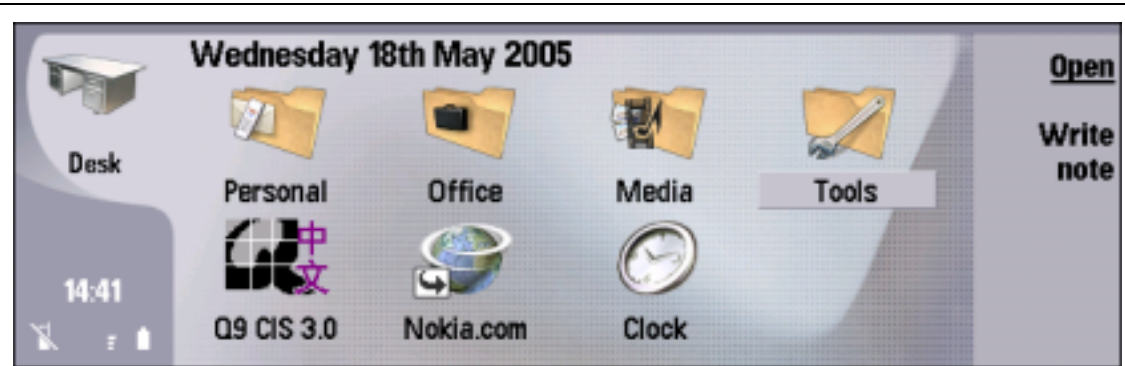 Wednesday 18th May 2005
Desk
Personal Office Media Tools
中
文
Q9 CIS 3.0 Nokia.com Clock
14:41
Open
Write
note